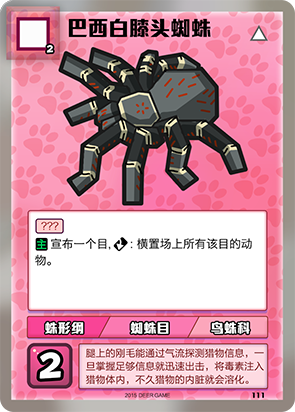 巴西白膝头蜘蛛
2
???
主 宣布一个目, : 横置场上所有该目的动
物。
蛛形纲 蜘蛛目 鸟蛛科
2
腿上的刚毛能通过气流探测猎物信息，一
旦掌握足够信息就迅速出击，将毒素注入
猎物体内，不久猎物的内脏就会溶化。
2015 DEER GAME
111